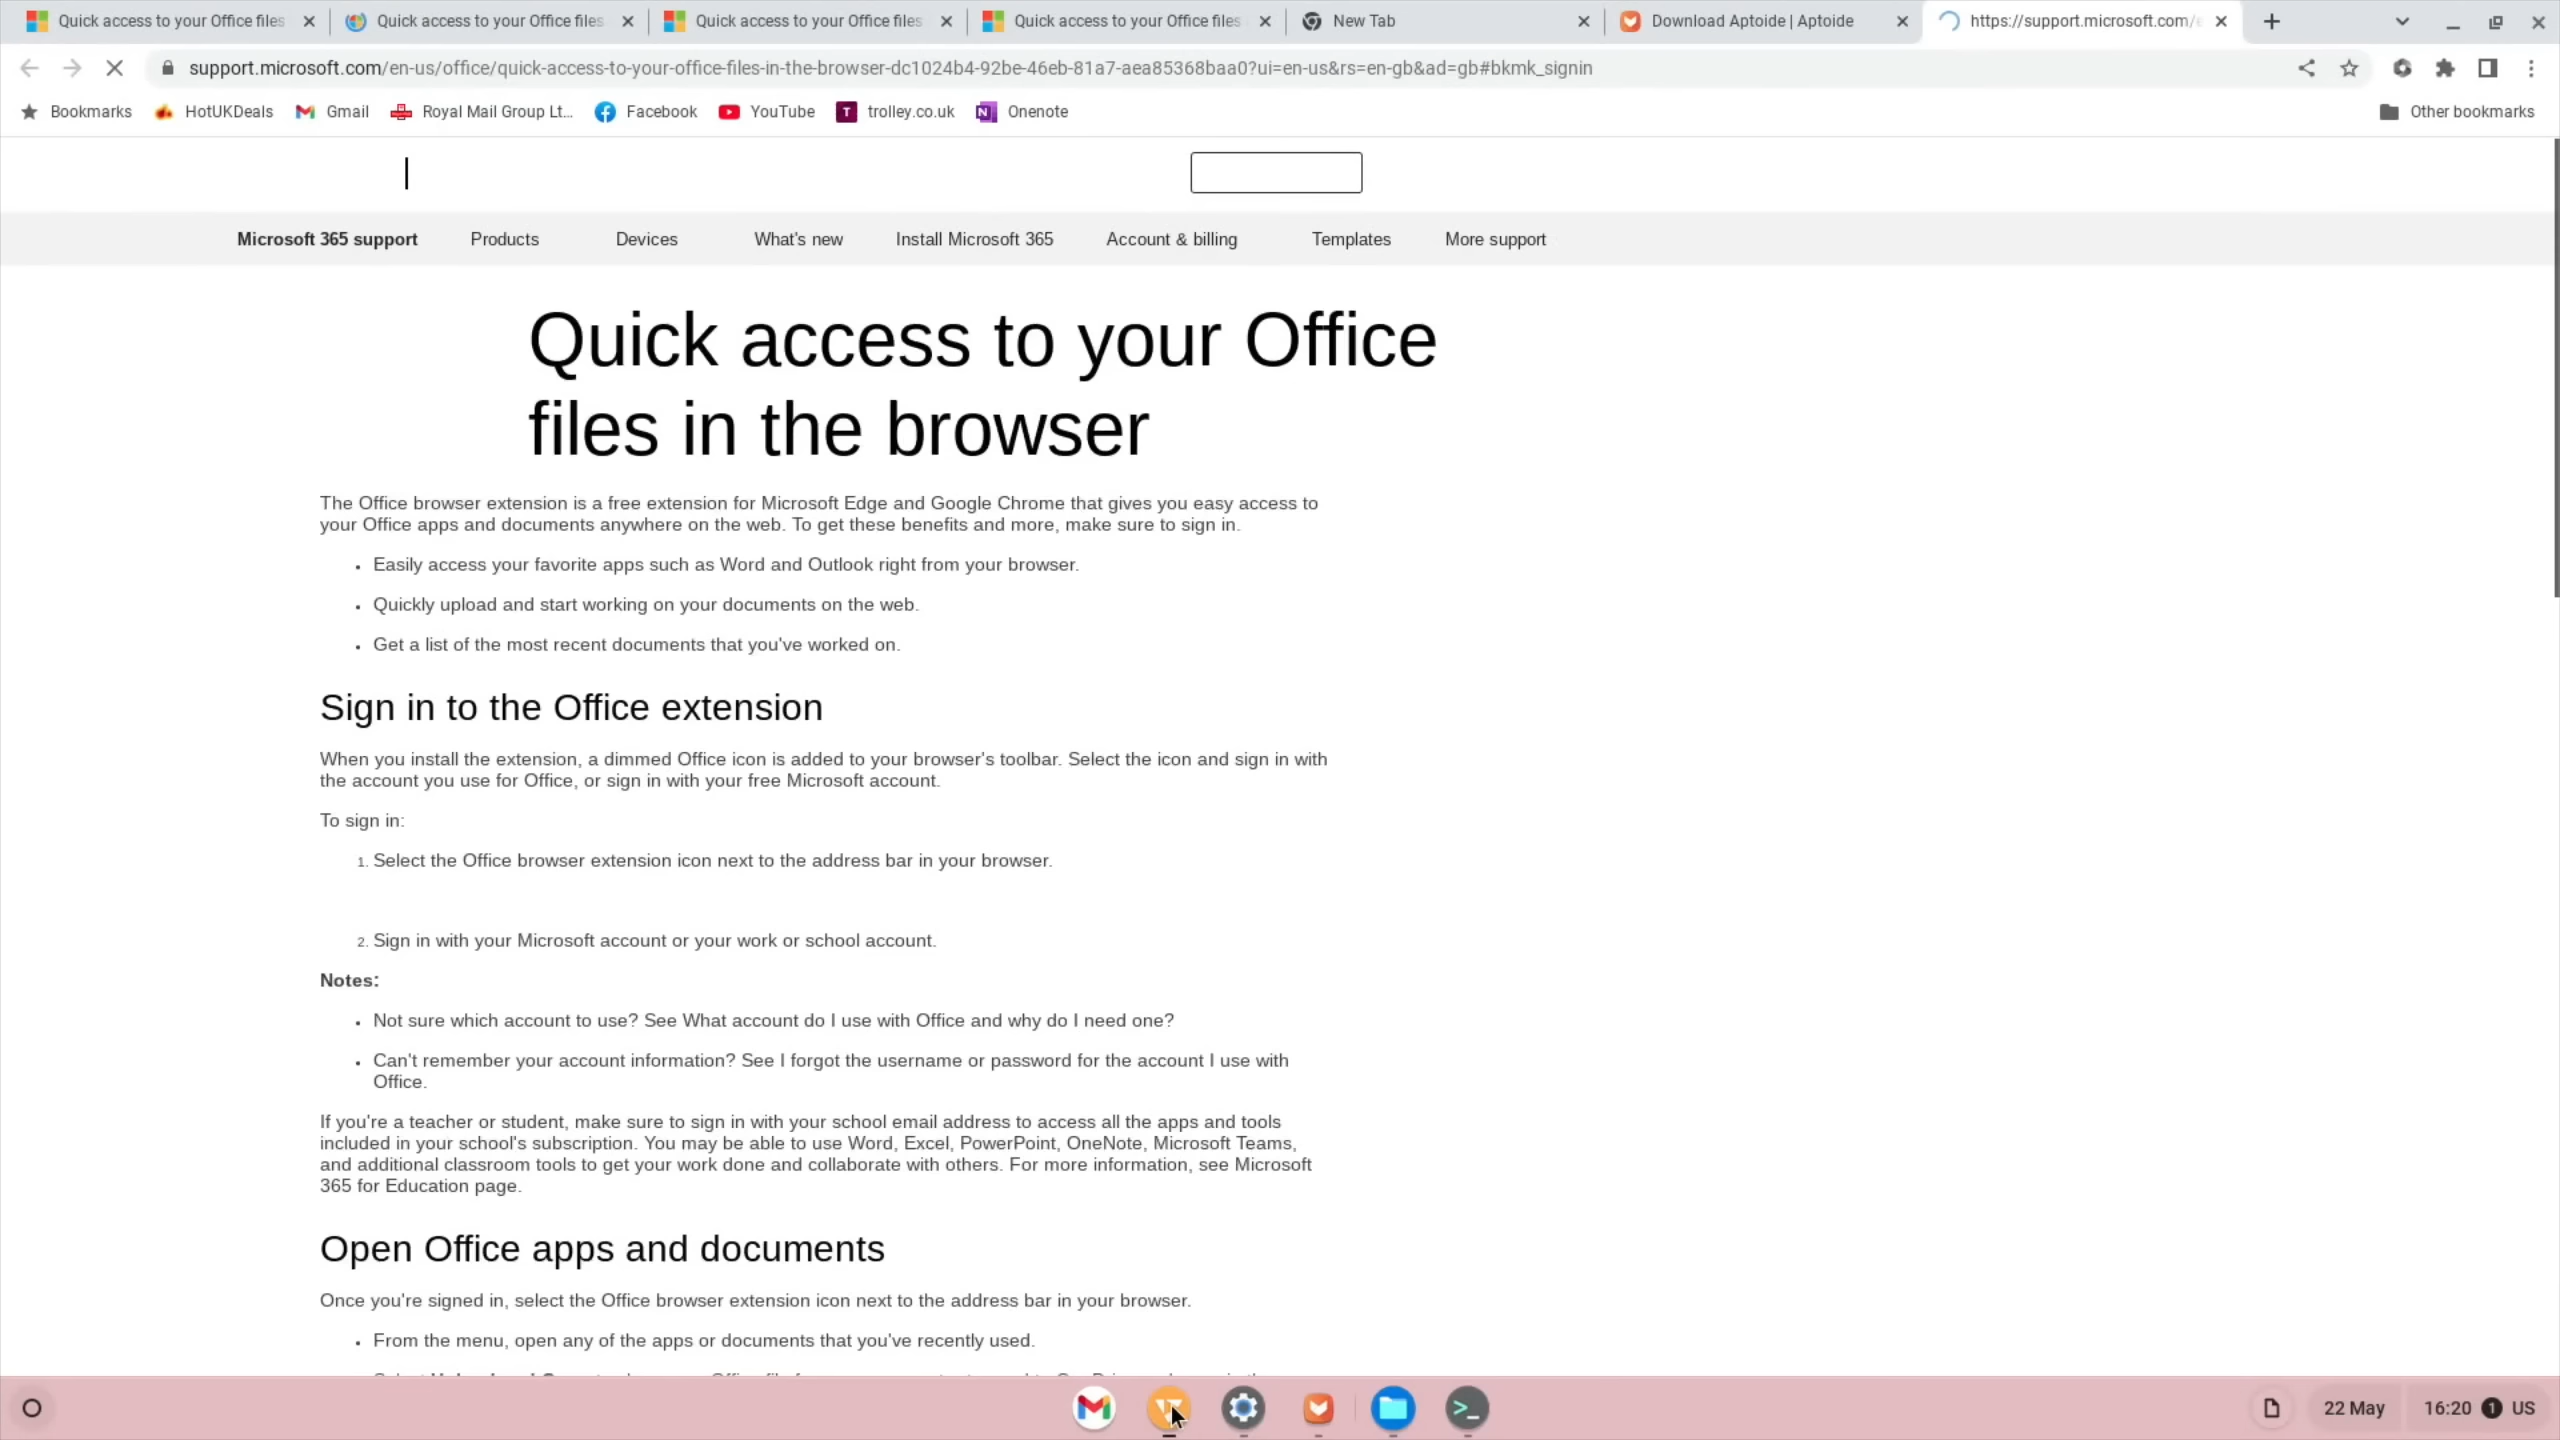 Quick access to your Office files
Quick access to your Office files
Quick access to your Office files
Quick access to your Office files
New Tab
Download Aptoide | Aptoide
https://support.microsoft.com/e
support.microsoft.com/en-us/office/quick-access-to-your-office-files-in-the-browser-dc1024b4-92be-46eb-81a7-aea85368baa0?ui=en-us&rs=en-gb&ad=gb#bkmk_signin
Bookmarks
HotUKDeals
Gmail
Royal Mail Group Lt...
Facebook
YouTube
trolley.co.uk
Onenote
Other bookmarks
Microsoft 365 support
Products
Devices
What's new
Install Microsoft 365
Account & billing
Templates
More support
Quick access to your Office
files in the browser
The Office browser extension is a free extension for Microsoft Edge and Google Chrome that gives you easy access to
your Office apps and documents anywhere on the web. To get these benefits and more, make sure to sign in.
• Easily access your favorite apps such as Word and Outlook right from your browser.
• Quickly upload and start working on your documents on the web.
• Get a list of the most recent documents that you've worked on.
Sign in to the Office extension
When you install the extension, a dimmed Office icon is added to your browser's toolbar. Select the icon and sign in with
the account you use for Office, or sign in with your free Microsoft account.
To sign in:
1. Select the Office browser extension icon next to the address bar in your browser.
2. Sign in with your Microsoft account or your work or school account.
Notes:
• Not sure which account to use? See What account do I use with Office and why do I need one?
• Can't remember your account information? See I forgot the username or password for the account I use with
Office.
If you're a teacher or student, make sure to sign in with your school email address to access all the apps and tools
included in your school's subscription. You may be able to use Word, Excel, PowerPoint, OneNote, Microsoft Teams,
and additional classroom tools to get your work done and collaborate with others. For more information, see Microsoft
365 for Education page.
Open Office apps and documents
Once you're signed in, select the Office browser extension icon next to the address bar in your browser.
• From the menu, open any of the apps or documents that you've recently used.
22 May
16:20 1 US